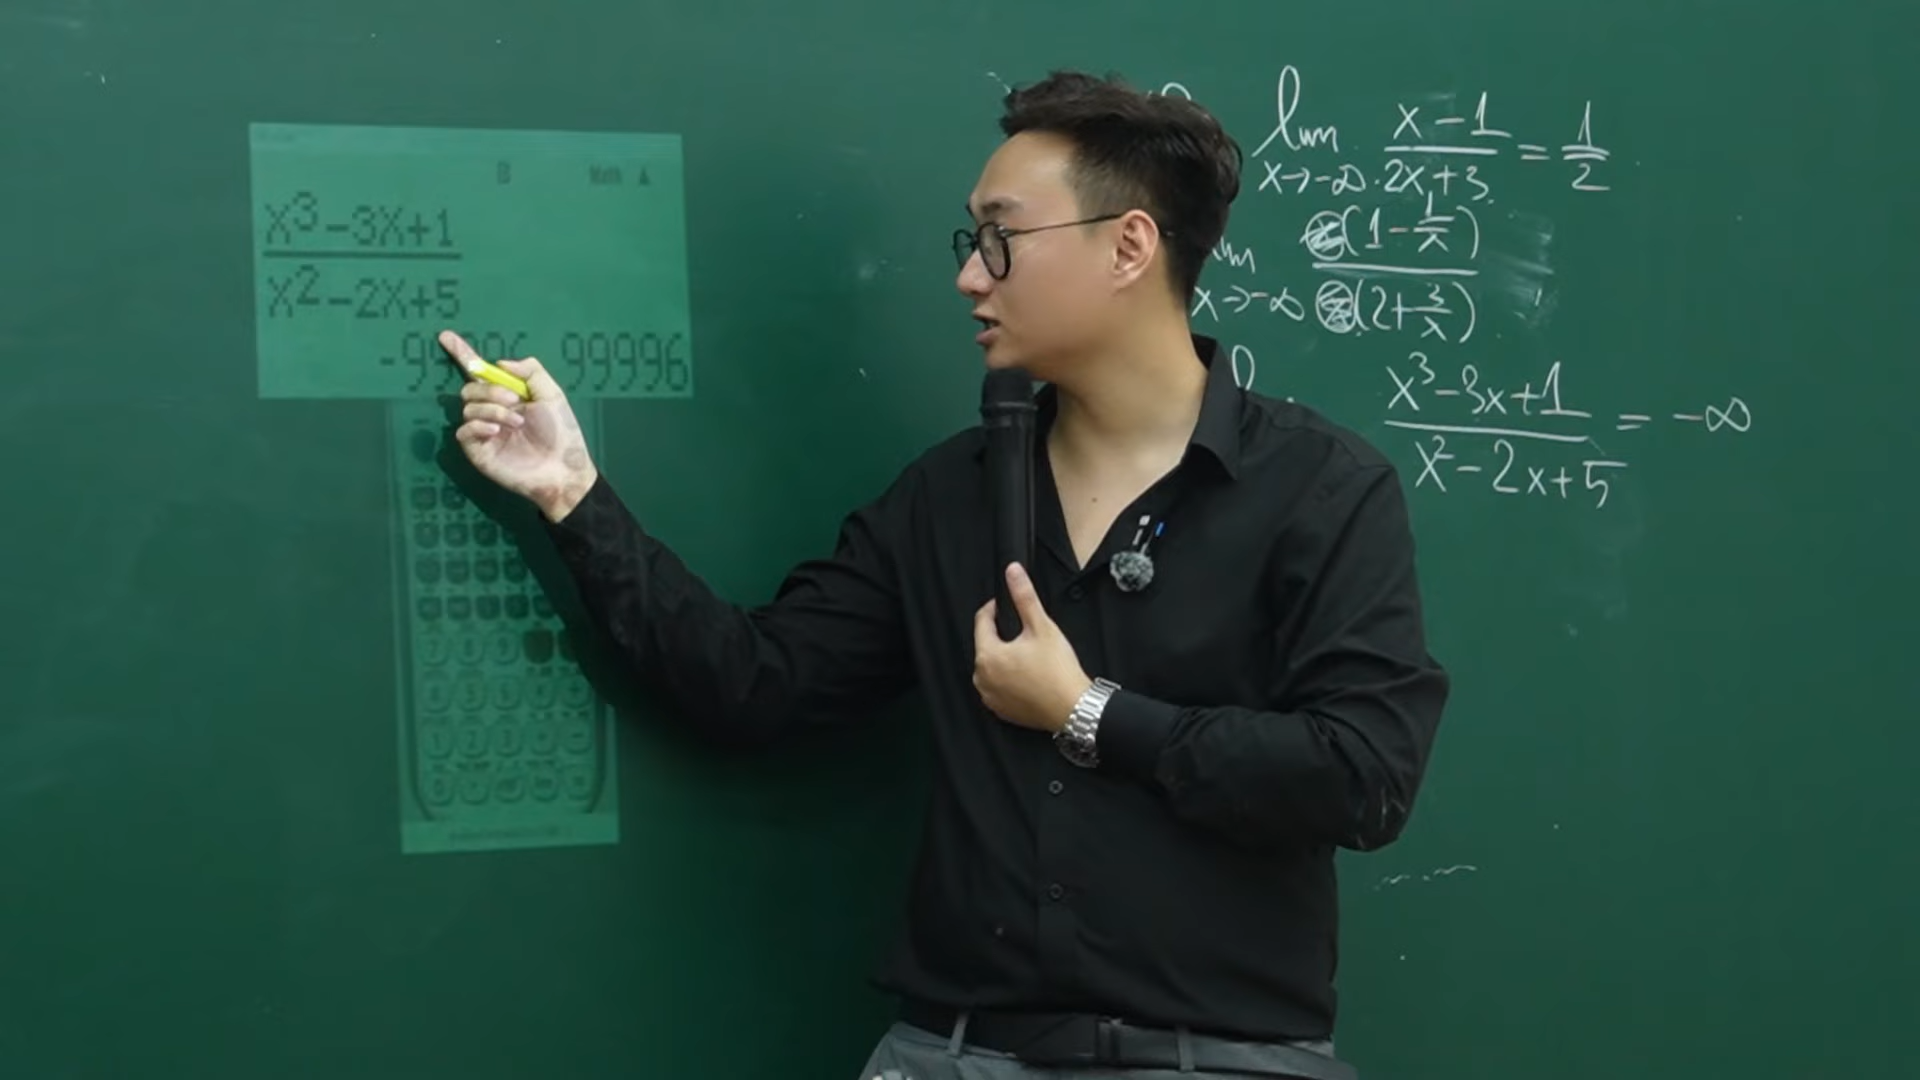 Math ▲
X³-3X+1
X²-2X+5
99996
lim x-1 = 1
x→-∞ 2x+3 2
x(1-1/x)
x→-∞ x(2+3/x)
x³-3x+1 = -∞
x²-2x+5